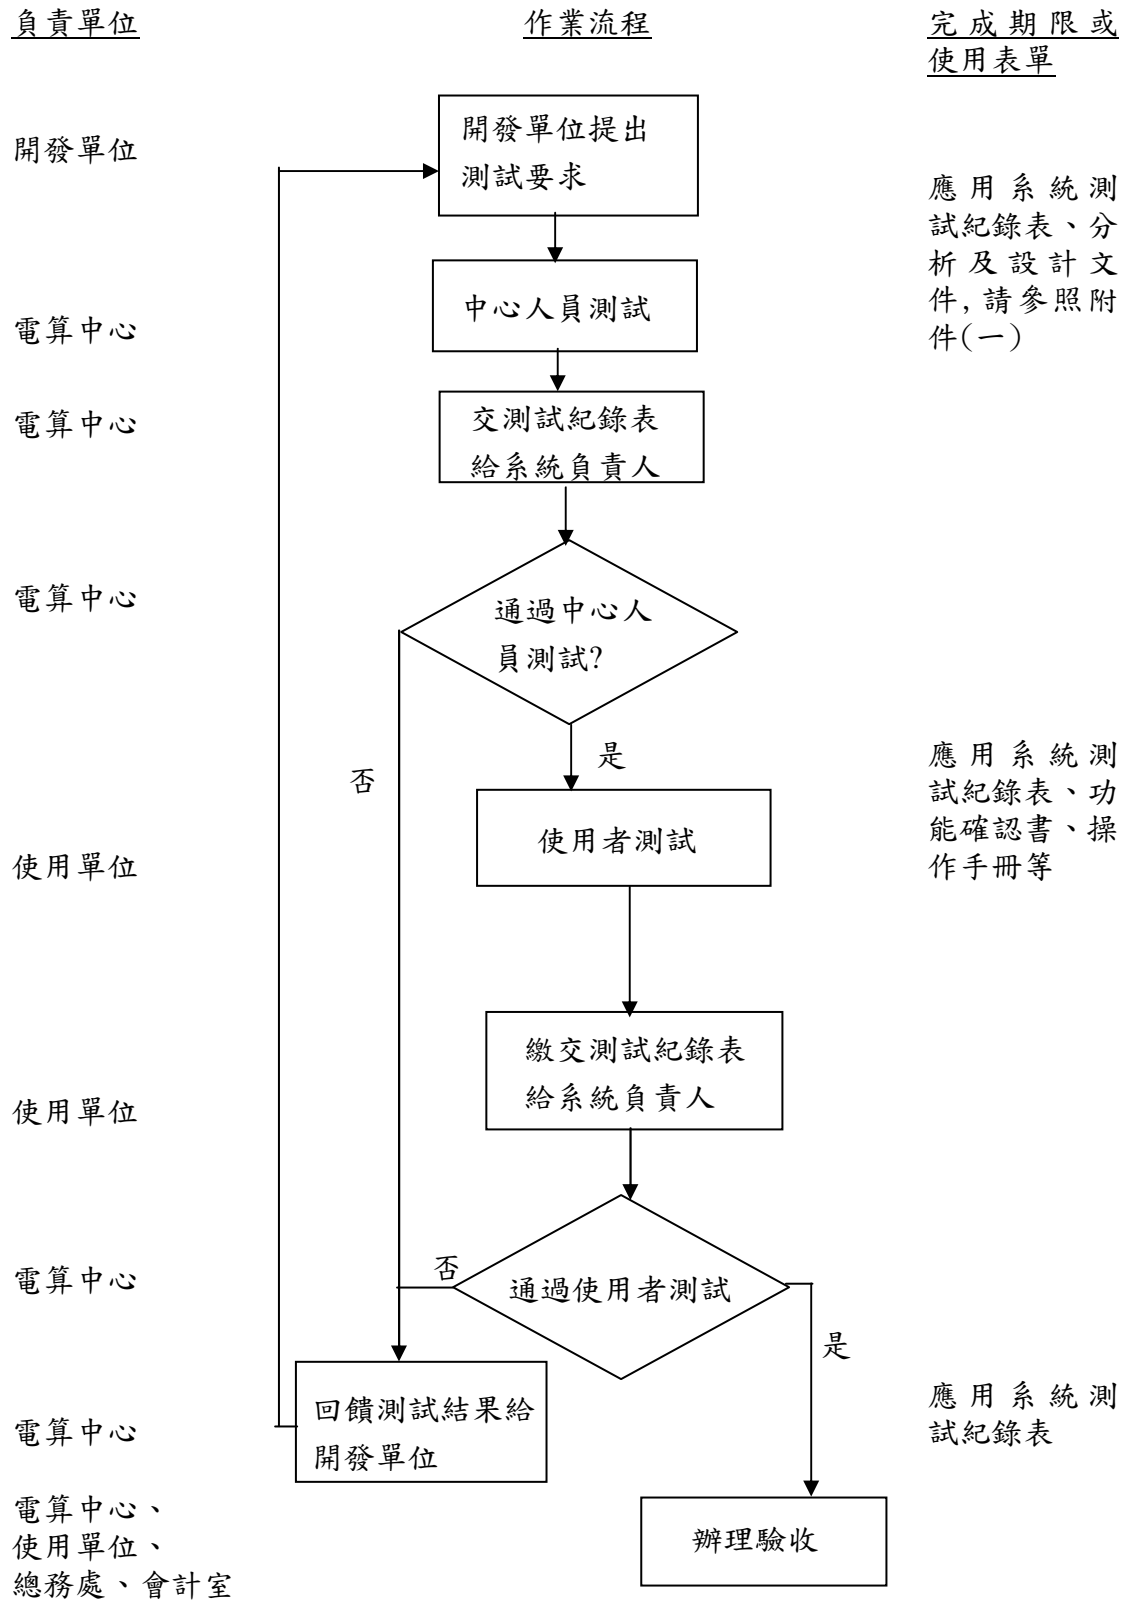 負責單位
作業流程
完成期限或
使用表單
開發單位
開發單位提出
測試要求
應用系統測
試紀錄表、分
析及設計文
件,請參照附
件(一)
電算中心
中心人員測試
電算中心
交測試紀錄表
給系統負責人
電算中心
通過中心人
員測試?
否
是
應用系統測
試紀錄表、功
能確認書、操
作手冊等
使用單位
使用者測試
使用單位
繳交測試紀錄表
給系統負責人
電算中心
否
通過使用者測試
是
電算中心
回饋測試結果給
開發單位
應用系統測
試紀錄表
電算中心、
使用單位、
總務處、會計室
辦理驗收